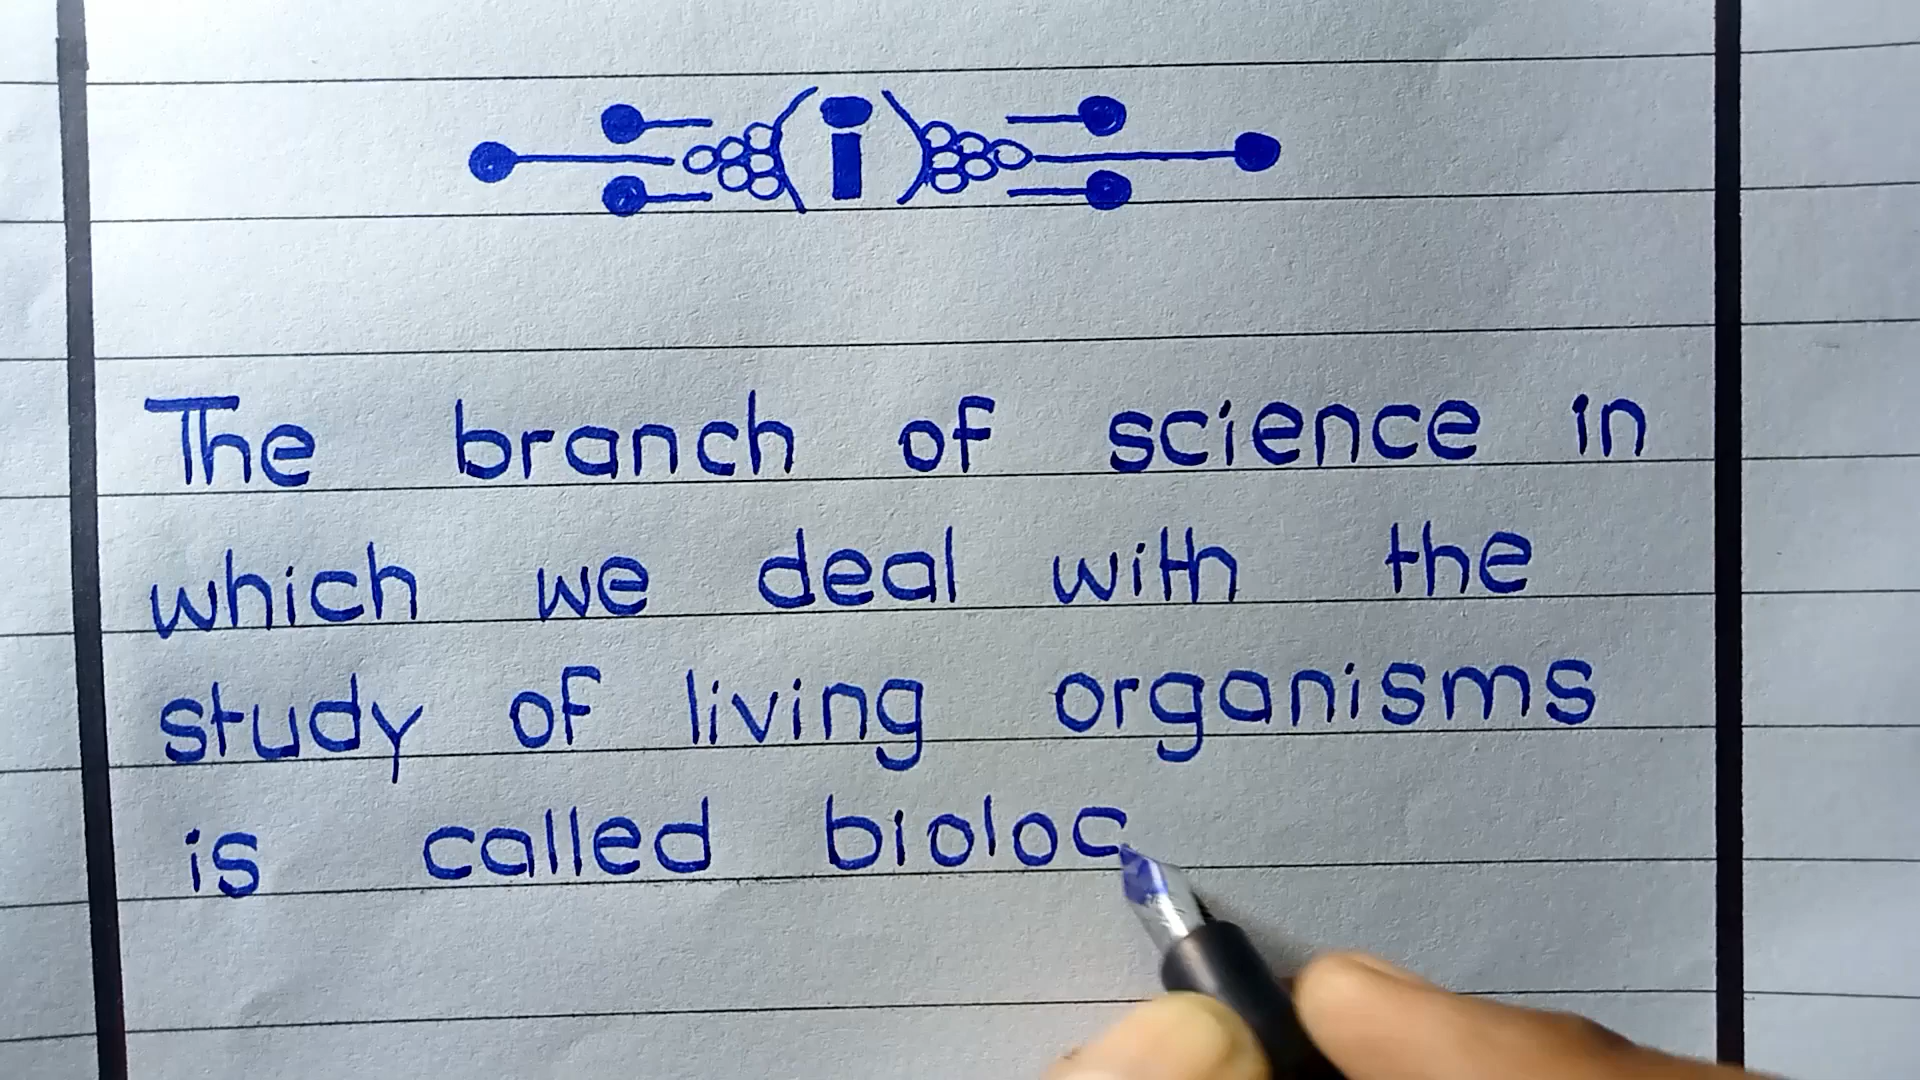 (i)
The branch of science in
which we deal with the
study of living organisms
is called bioloc